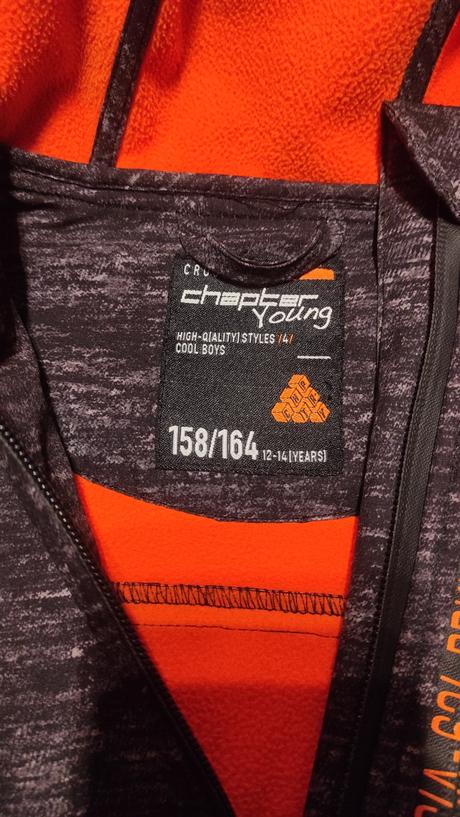 CRO
chapter
Young
HIGH-Q(ALITY) STYLES /4/
COOL BOYS
158/164 12-14 (YEARS)